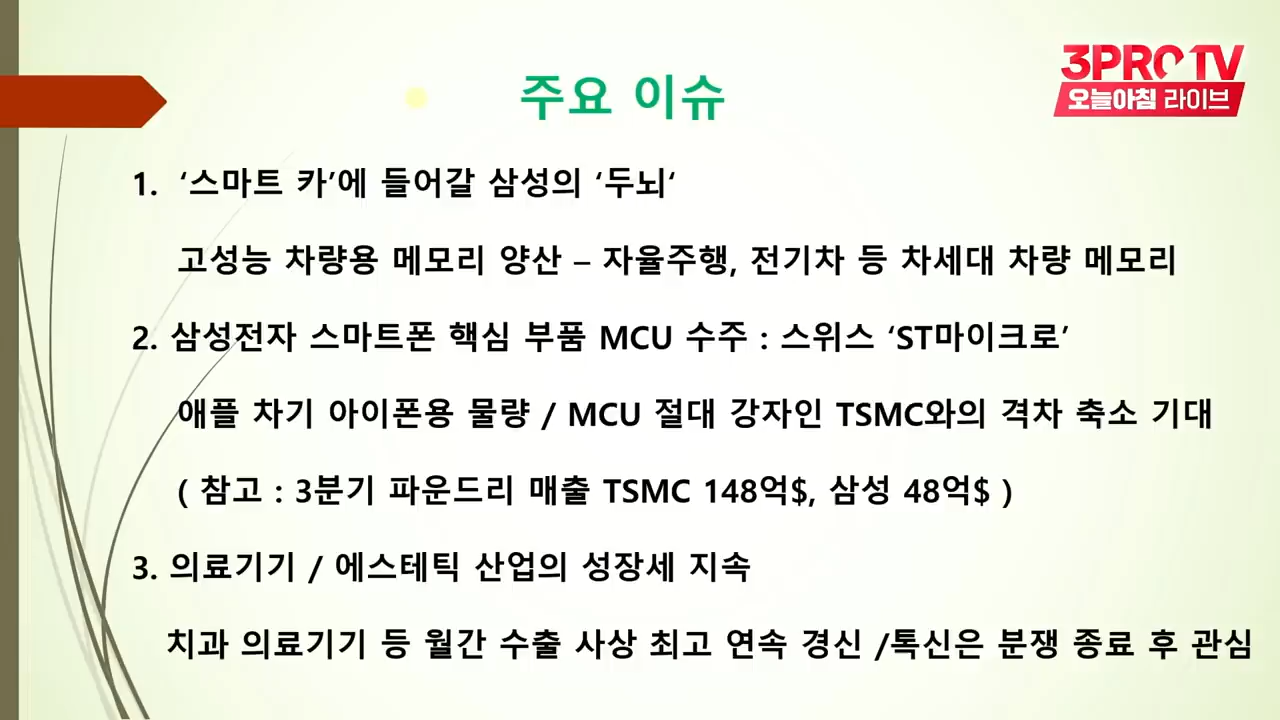 3PRO TV
오늘아침 라이브
주요 이슈
1. ‘스마트 카’에 들어갈 삼성의 ‘두뇌‘
고성능 차량용 메모리 양산 – 자율주행, 전기차 등 차세대 차량 메모리
2. 삼성전자 스마트폰 핵심 부품 MCU 수주 : 스위스 ‘ST마이크로’
애플 차기 아이폰용 물량 / MCU 절대 강자인 TSMC와의 격차 축소 기대
( 참고 : 3분기 파운드리 매출 TSMC 148억$, 삼성 48억$ )
3. 의료기기 / 에스테틱 산업의 성장세 지속
치과 의료기기 등 월간 수출 사상 최고 연속 경신 /톡신은 분쟁 종료 후 관심